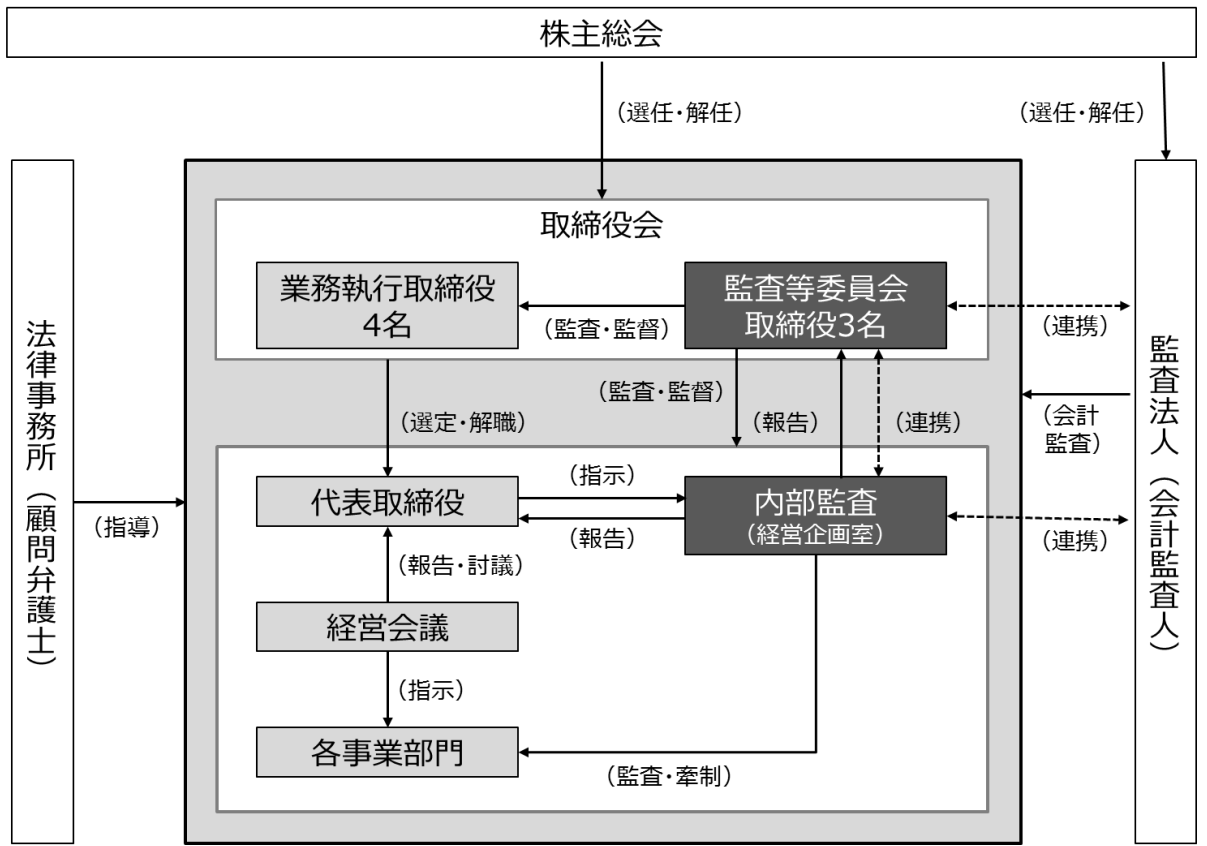 株主総会
（選任・解任）
（選任・解任）
取締役会
業務執行取締役
4名
（監査・監督）
監査等委員会
取締役3名
（連携）
（監査・監督）
（選定・解職）
（報告）
（連携）
（会計
監査）
法律事務所（顧問弁護士）
（指導）
監査法人（会計監査人）
代表取締役
（指示）
（報告）
内部監査
（経営企画室）
（連携）
（報告・討議）
経営会議
（指示）
各事業部門
（監査・牽制）